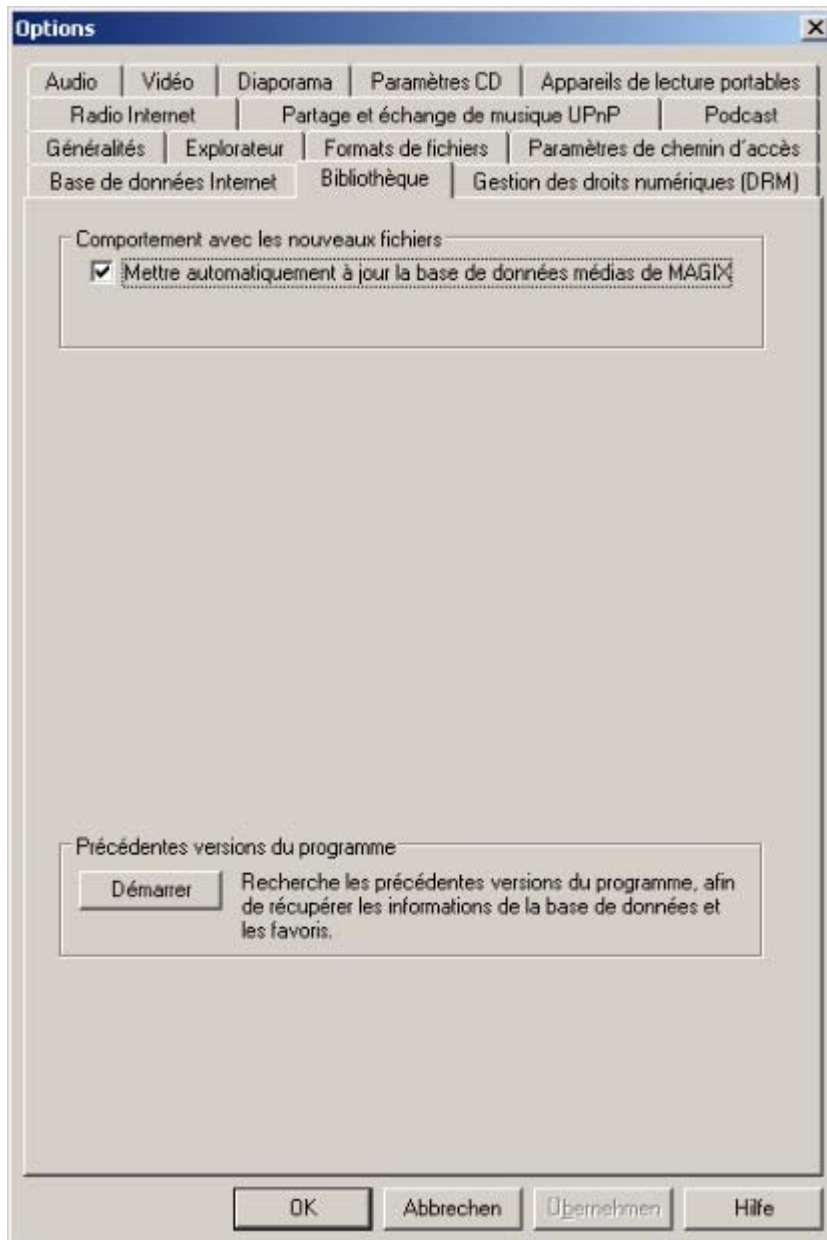 Options
Audio Vidéo Diaporama Paramètres CD Appareils de lecture portables
Radio Internet Partage et échange de musique UPnP Podcast
Généralités Explorateur Formats de fichiers Paramètres de chemin d'accès
Base de données Internet Bibliothèque Gestion des droits numériques (DRM)
Comportement avec les nouveaux fichiers
Mettre automatiquement à jour la base de données médias de MAGIX
Précédentes versions du programme
Démarrer
Recherche les précédentes versions du programme, afin
de récupérer les informations de la base de données et
les favoris.
OK Abbrechen Übernehmen Hilfe